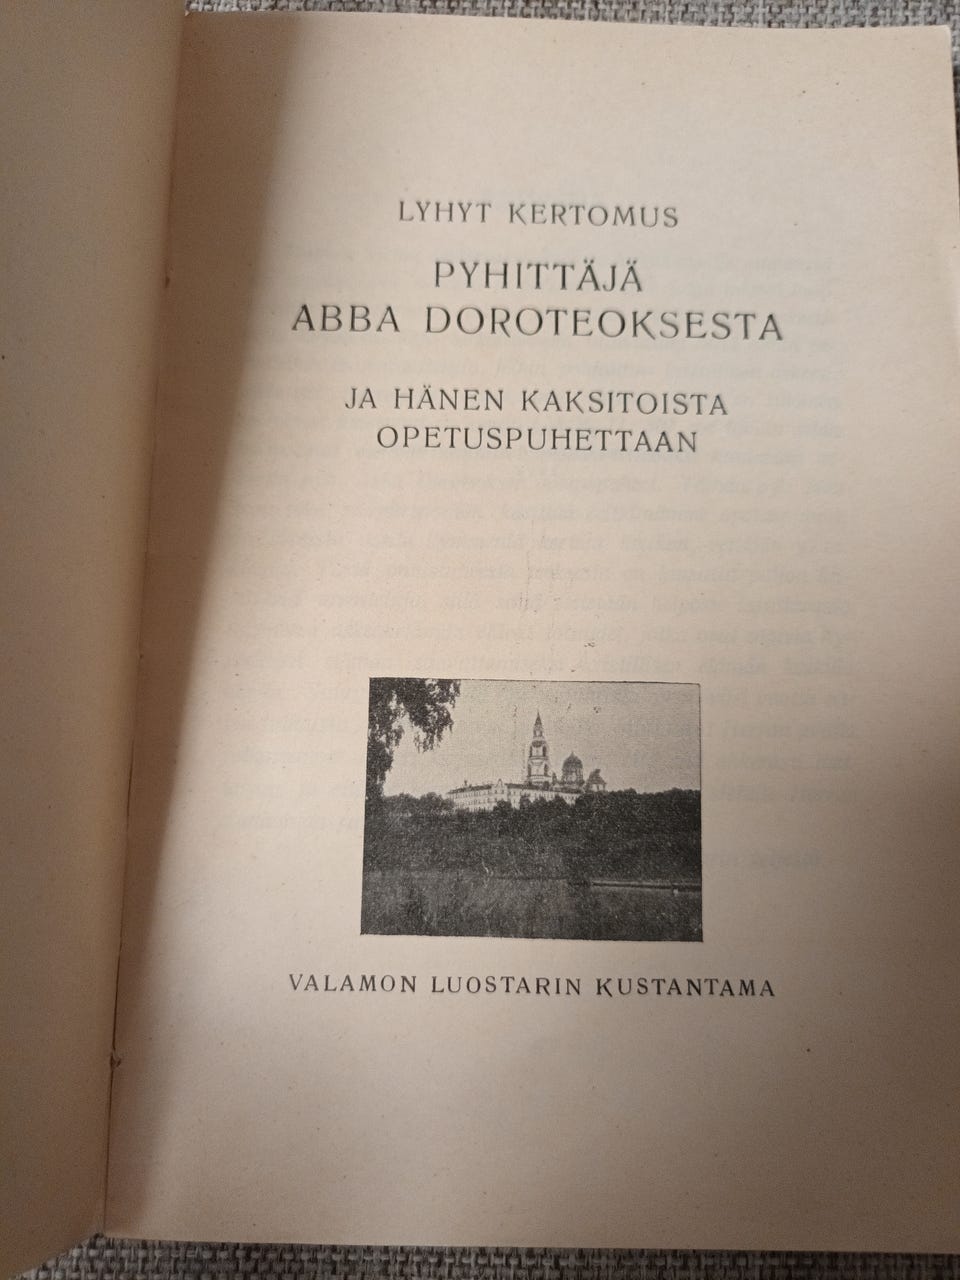 LYHYT KERTOMUS
PYHITTÄJÄ
ABBA DOROTEOKSESTA
JA HÄNEN KAKSITOISTA
OPETUSPUHETTAAN
VALAMON LUOSTARIN KUSTANTAMA